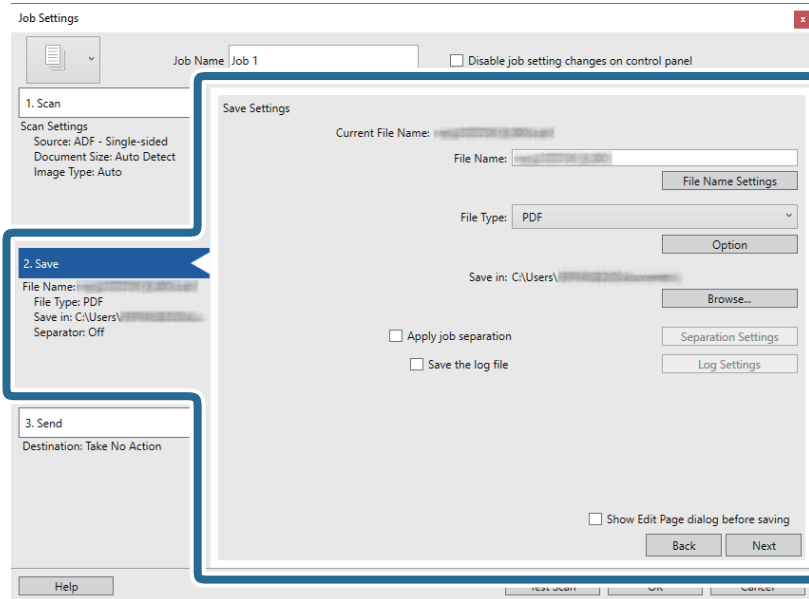 Job Settings
x
Job Name Job 1
Disable job setting changes on control panel
1. Scan
Scan Settings
Source: ADF - Single-sided
Document Size: Auto Detect
Image Type: Auto
2. Save
File Name:
File Type: PDF
Save in: C:\Users\
Separator: Off
3. Send
Destination: Take No Action
Save Settings
Current File Name:
File Name:
File Name Settings
File Type: PDF
Option
Save in: C:\Users\
Browse...
Apply job separation
Separation Settings
Save the log file
Log Settings
Show Edit Page dialog before saving
Back Next
Help
Test Scan OK Cancel